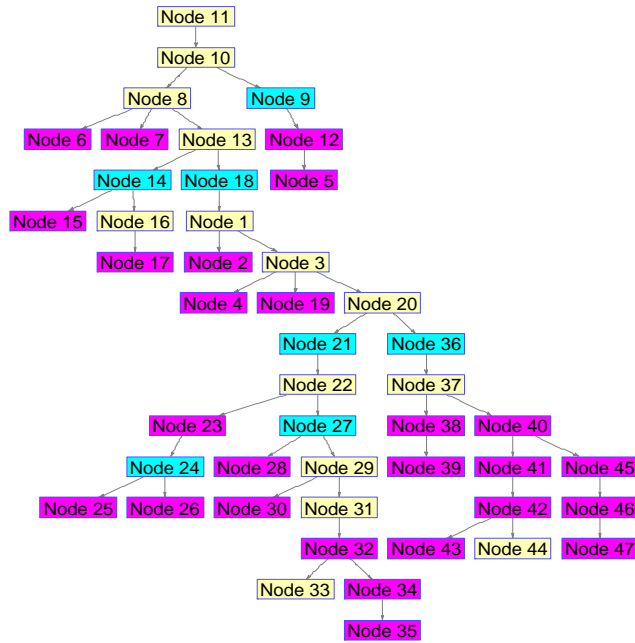 Node 11
Node 10
Node 8
Node 9
Node 6
Node 7
Node 13
Node 12
Node 14
Node 18
Node 5
Node 15
Node 16
Node 1
Node 17
Node 2
Node 3
Node 4
Node 19
Node 20
Node 21
Node 36
Node 22
Node 37
Node 23
Node 27
Node 38
Node 40
Node 24
Node 28
Node 29
Node 39
Node 41
Node 45
Node 25
Node 26
Node 30
Node 31
Node 42
Node 46
Node 32
Node 43
Node 44
Node 47
Node 33
Node 34
Node 35